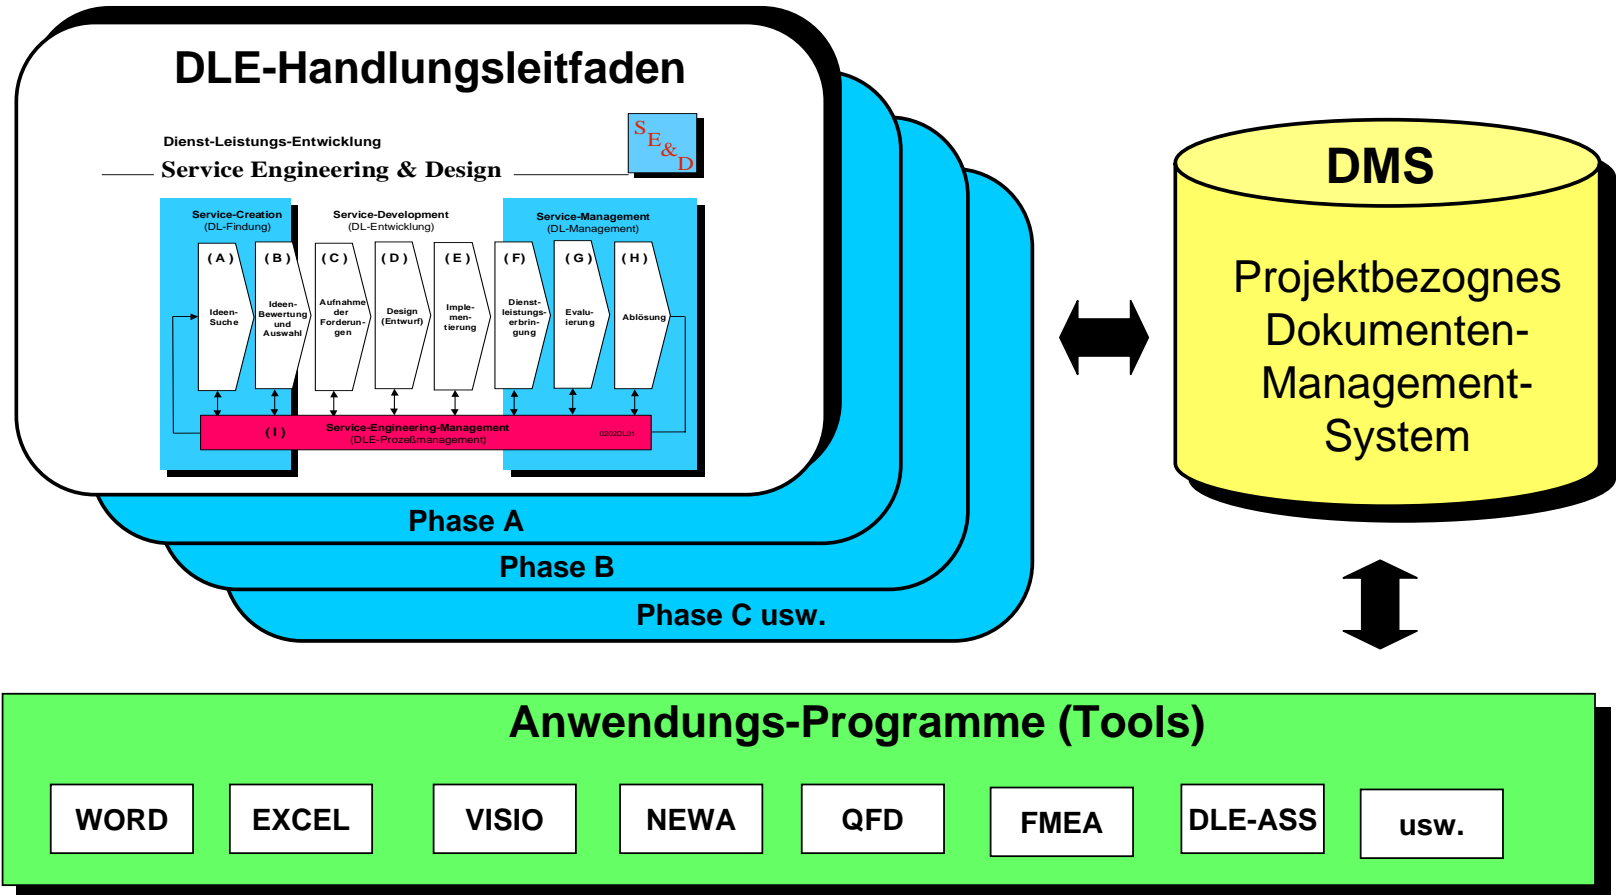 DLE-Handlungsleitfaden
Dienst-Leistungs-Entwicklung
Service Engineering & Design
SE&D
Service-Creation
(DL-Findung)
Service-Development
(DL-Entwicklung)
Service-Management
(DL-Management)
( A )
Ideen-
Suche
( B )
Ideen-
Bewertung
und
Auswahl
( C )
Aufnahme
der
Forderun-
gen
( D )
Design
(Entwurf)
( E )
Imple-
men-
tierung
( F)
Dienst-
leistungs-
erbrin-
gung
( G )
Evalu-
ierung
( H )
Ablösung
( I )
Service-Engineering-Management
(DLE-Prozeßmanagement)
0202DL01
Phase A
Phase B
Phase C usw.
DMS
Projektbezognes
Dokumenten-
Management-
System
Anwendungs-Programme (Tools)
WORD
EXCEL
VISIO
NEWA
QFD
FMEA
DLE-ASS
usw.